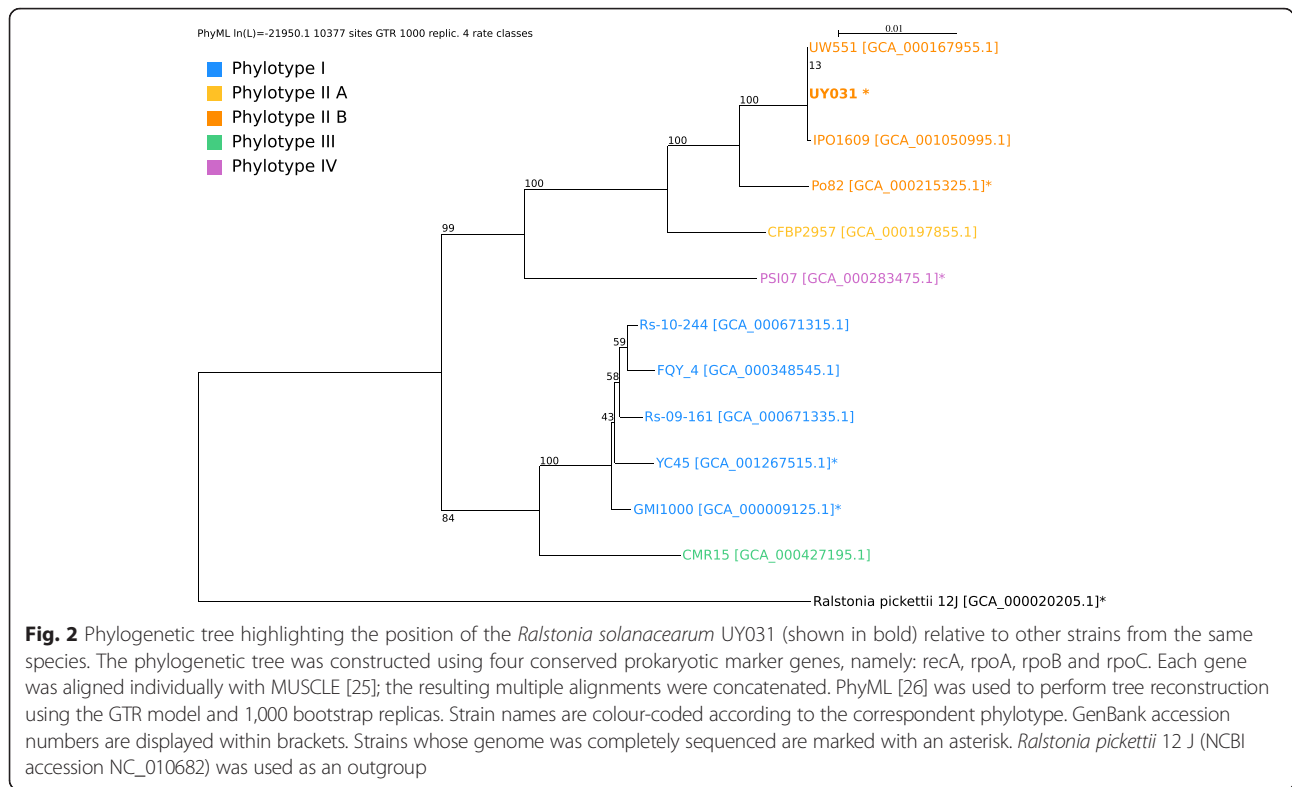 PhyML ln(L)=-21950.1 10377 sites GTR 1000 replic. 4 rate classes
0.01
Phylotype I
Phylotype II A
Phylotype II B
Phylotype III
Phylotype IV
UW551 [GCA_000167955.1]
13
UY031 *
100
IPO1609 [GCA_001050995.1]
100
Po82 [GCA_000215325.1]*
100
CFBP2957 [GCA_000197855.1]
99
PSI07 [GCA_000283475.1]*
Rs-10-244 [GCA_000671315.1]
59
FQY_4 [GCA_000348545.1]
58
Rs-09-161 [GCA_000671335.1]
43
YC45 [GCA_001267515.1]*
100
GMI1000 [GCA_000009125.1]*
84
CMR15 [GCA_000427195.1]
Ralstonia pickettii 12J [GCA_000020205.1]*
Fig. 2 Phylogenetic tree highlighting the position of the Ralstonia solanacearum UY031 (shown in bold) relative to other strains from the same
species. The phylogenetic tree was constructed using four conserved prokaryotic marker genes, namely: recA, rpoA, rpoB and rpoC. Each gene
was aligned individually with MUSCLE [25]; the resulting multiple alignments were concatenated. PhyML [26] was used to perform tree reconstruction
using the GTR model and 1,000 bootstrap replicas. Strain names are colour-coded according to the correspondent phylotype. GenBank accession
numbers are displayed within brackets. Strains whose genome was completely sequenced are marked with an asterisk. Ralstonia pickettii 12 J (NCBI
accession NC_010682) was used as an outgroup